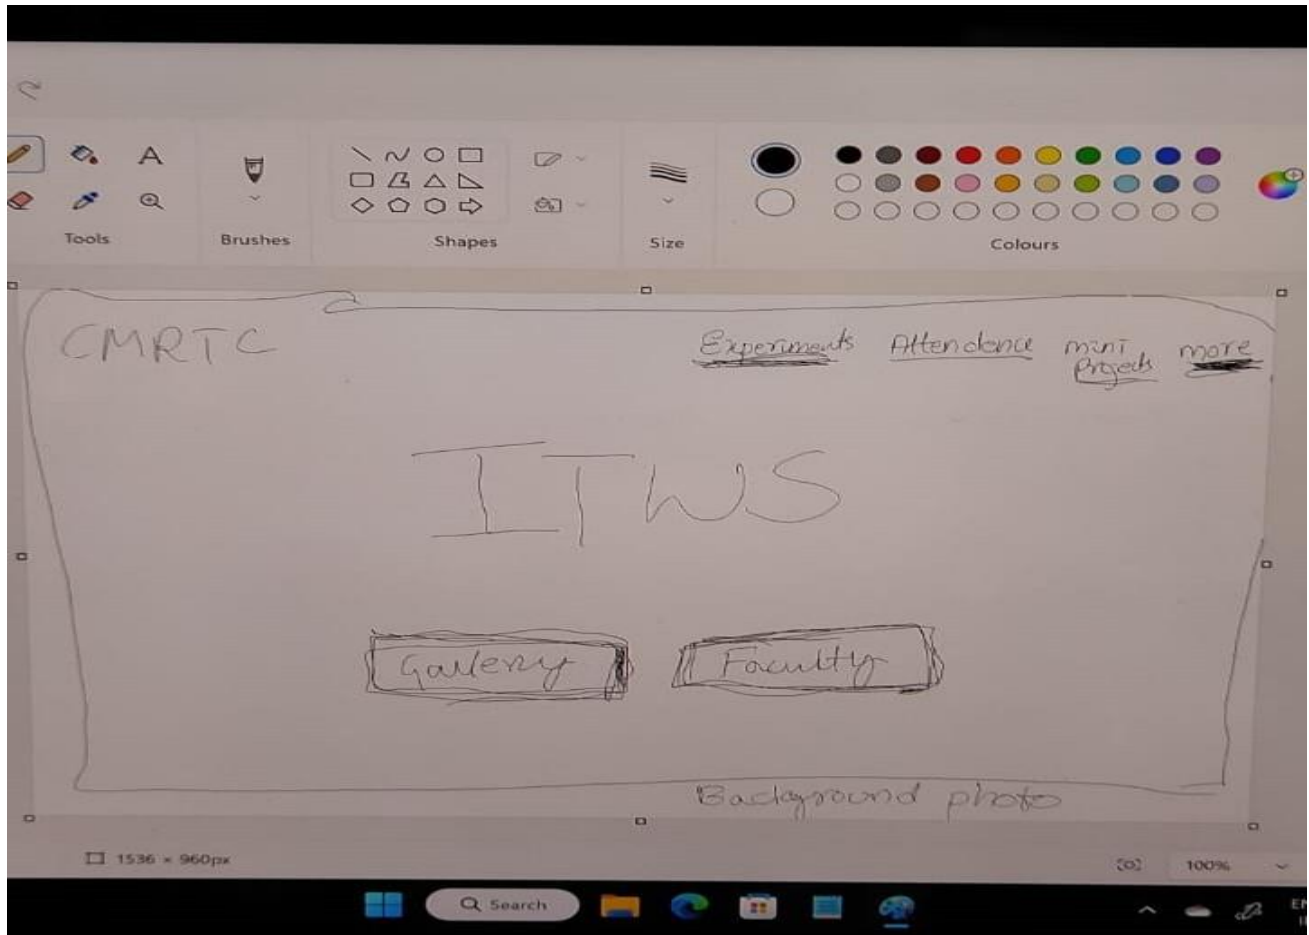 A
Tools
Brushes
Shapes
Size
Colours
CMRTC
Experiments Attendence mini Projects more
ITWS
Gallery Faculty
Background photo
1536 × 960px
100%
Search